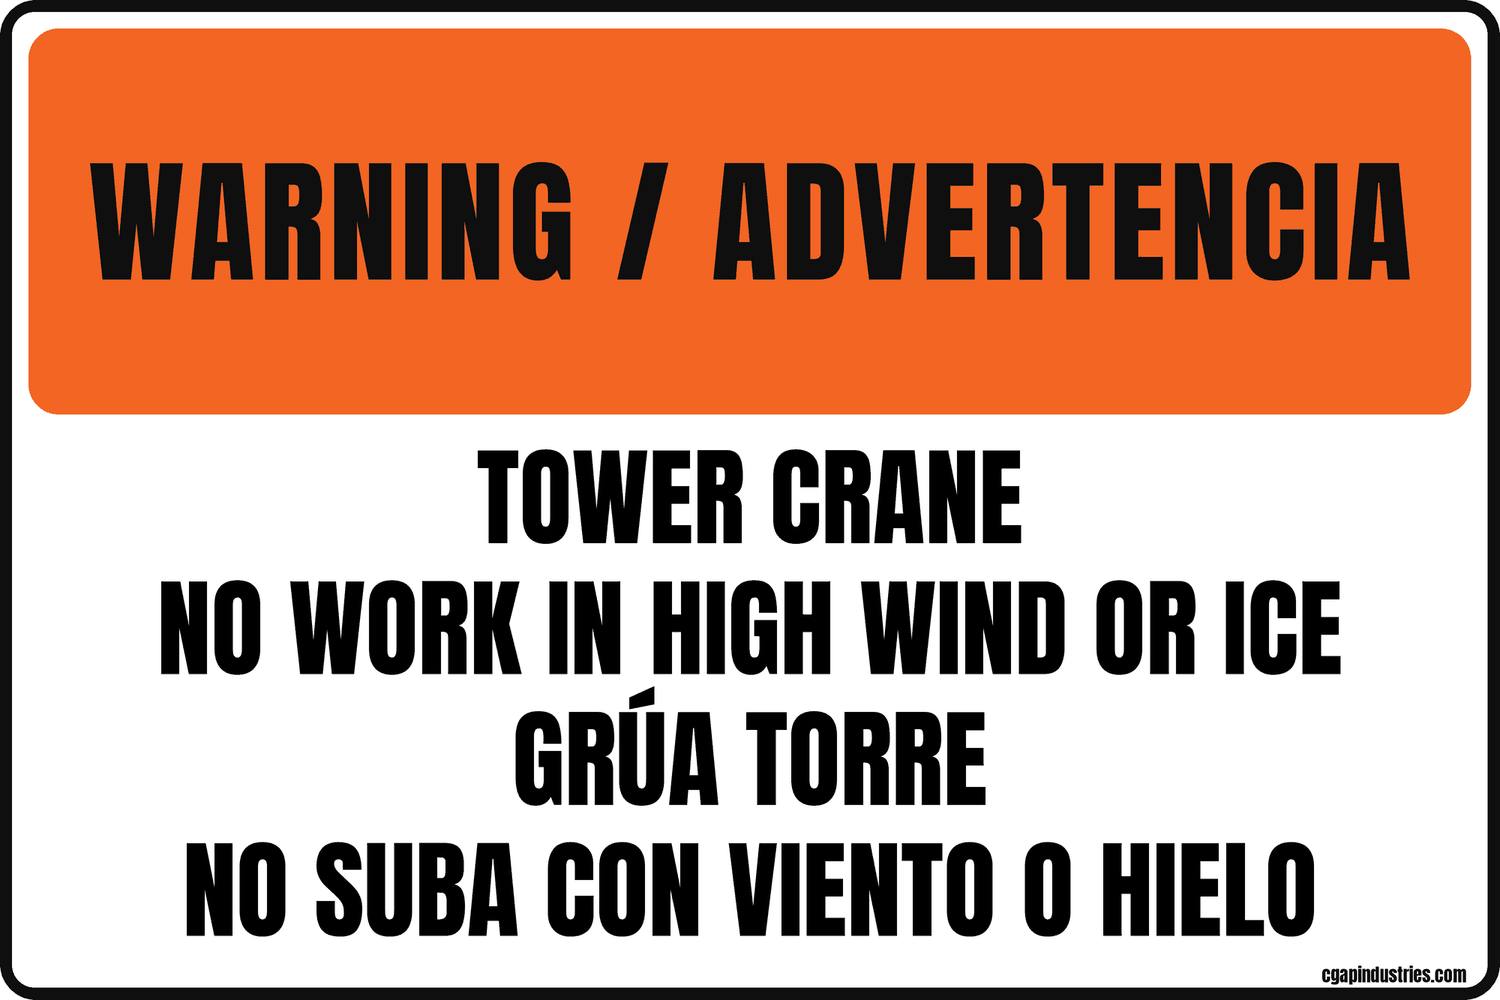 WARNING / ADVERTENCIA
TOWER CRANE
NO WORK IN HIGH WIND OR ICE
GRÚA TORRE
NO SUBA CON VIENTO O HIELO
cgapindustries.com